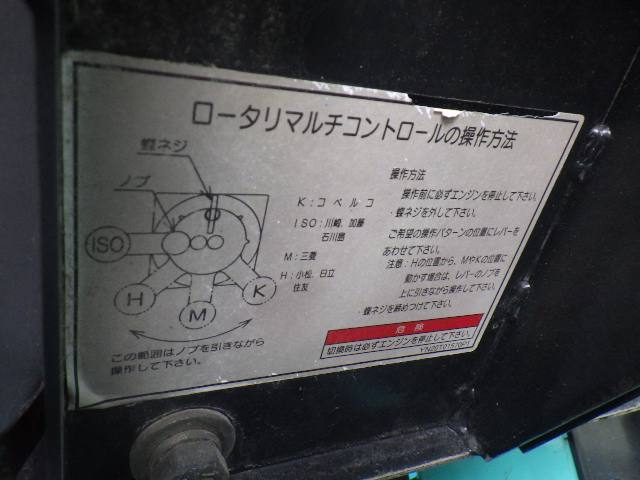 ロータリマルチコントロールの操作方法
蝶ネジ
ノブ
ISO
H
M
K
この範囲はノブを引きながら
操作して下さい。
K：コベルコ
ISO：川崎、加藤
石川島
M：三菱
H：小松、日立
住友
操作方法
操作前に必ずエンジンを停止して下さい。
・蝶ネジを外して下さい。
ご希望の操作パターンの位置にレバーを
あわせて下さい。
注意：Hの位置から、MやKの位置に
動かす場合は、レバーのノブを
上に引きながら操作して下さい。
・蝶ネジを締めつけて下さい。
危険
切換時は必ずエンジンを停止して下さい。
YN20T01570P1